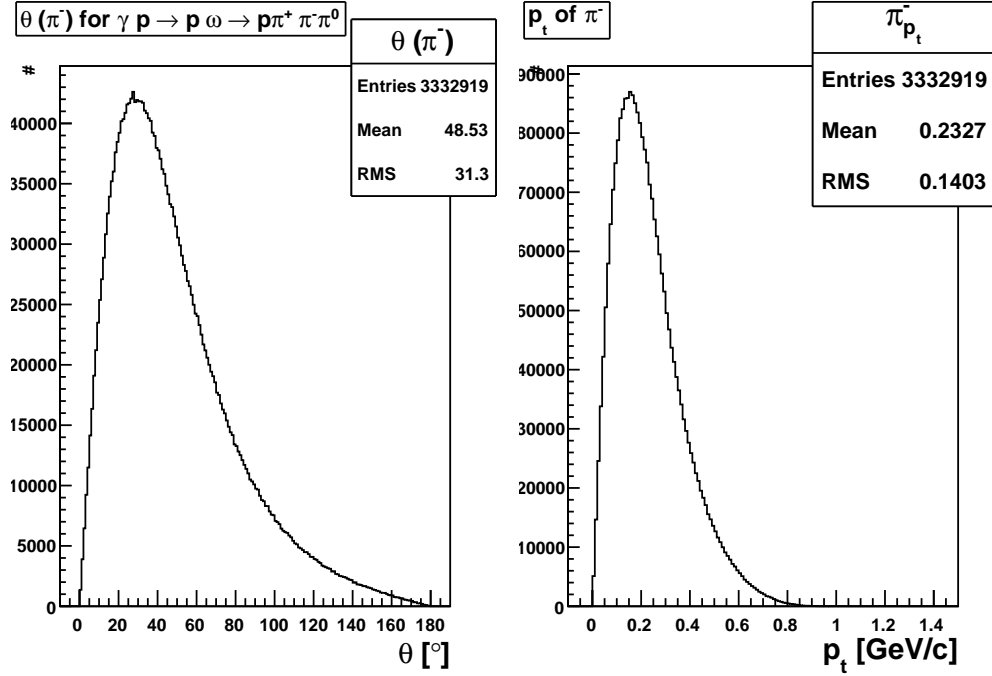 θ (π⁻) for γ p → p ω → pπ⁺ π⁻π⁰
θ (π⁻)
Entries 3332919
Mean 48.53
RMS 31.3
#
40000
35000
30000
25000
20000
15000
10000
5000
0
0 20 40 60 80 100 120 140 160 180
θ [°]
p_t of π⁻
π⁻_{p_t}
Entries 3332919
Mean 0.2327
RMS 0.1403
#
90000
80000
70000
60000
50000
40000
30000
20000
10000
0
0 0.2 0.4 0.6 0.8 1 1.2 1.4
p_t [GeV/c]